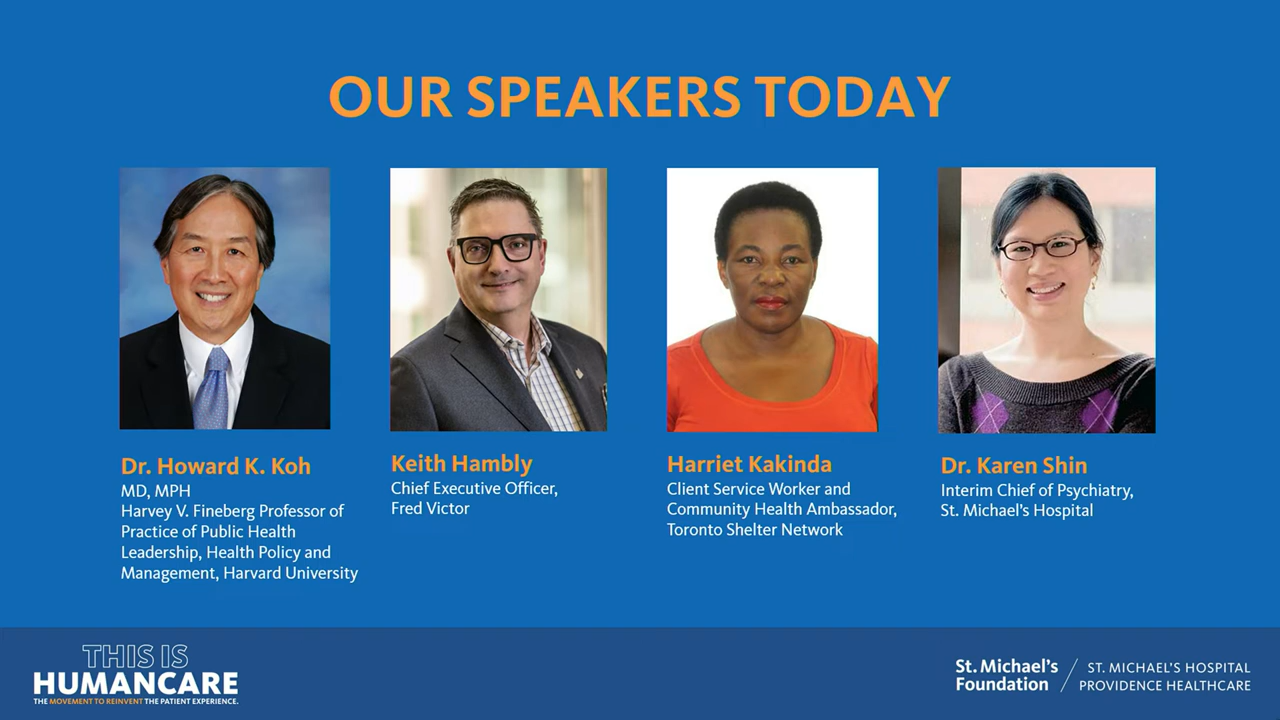 OUR SPEAKERS TODAY
Dr. Howard K. Koh
MD, MPH
Harvey V. Fineberg Professor of
Practice of Public Health
Leadership, Health Policy and
Management, Harvard University
Keith Hambly
Chief Executive Officer,
Fred Victor
Harriet Kakinda
Client Service Worker and
Community Health Ambassador,
Toronto Shelter Network
Dr. Karen Shin
Interim Chief of Psychiatry,
St. Michael's Hospital
THIS IS
HUMANCARE
THE MOVEMENT TO REINVENT THE PATIENT EXPERIENCE.
St. Michael's
Foundation
ST. MICHAEL'S HOSPITAL
PROVIDENCE HEALTHCARE